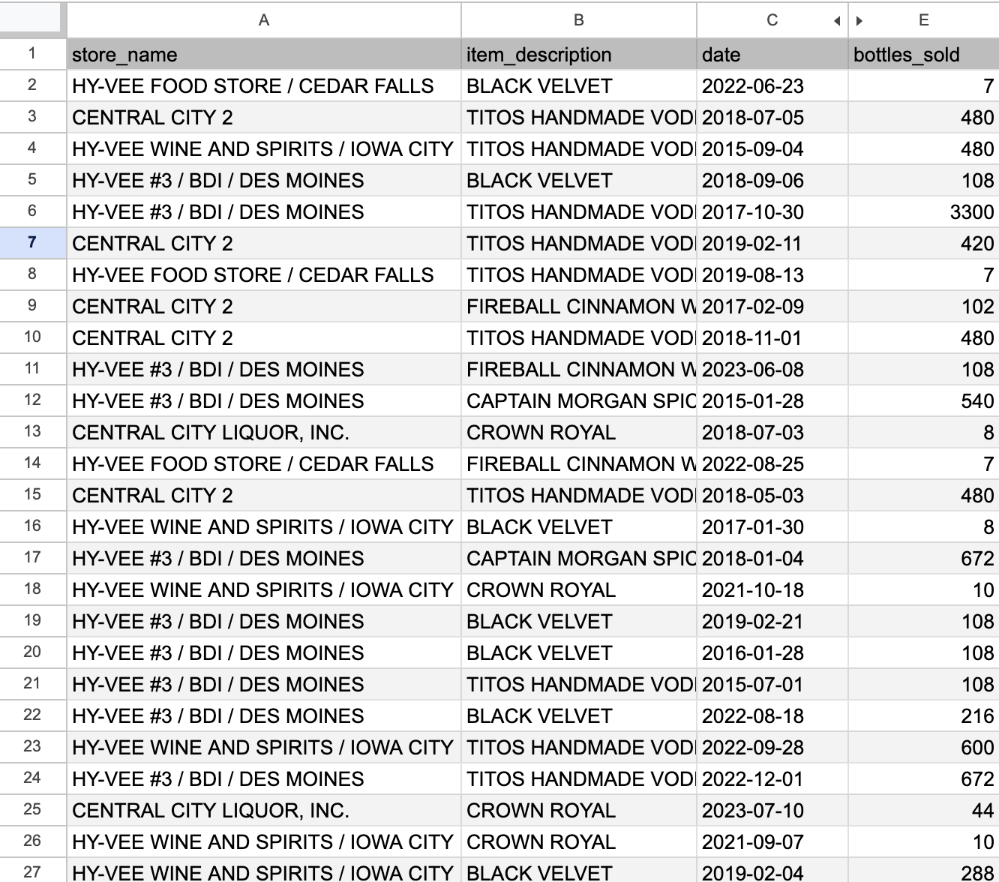 A B C E
1 store_name item_description date bottles_sold
2 HY-VEE FOOD STORE / CEDAR FALLS BLACK VELVET 2022-06-23 7
3 CENTRAL CITY 2 TITOS HANDMADE VOD 2018-07-05 480
4 HY-VEE WINE AND SPIRITS / IOWA CITY TITOS HANDMADE VOD 2015-09-04 480
5 HY-VEE #3 / BDI / DES MOINES BLACK VELVET 2018-09-06 108
6 HY-VEE #3 / BDI / DES MOINES TITOS HANDMADE VOD 2017-10-30 3300
7 CENTRAL CITY 2 TITOS HANDMADE VOD 2019-02-11 420
8 HY-VEE FOOD STORE / CEDAR FALLS TITOS HANDMADE VOD 2019-08-13 7
9 CENTRAL CITY 2 FIREBALL CINNAMON W 2017-02-09 102
10 CENTRAL CITY 2 TITOS HANDMADE VOD 2018-11-01 480
11 HY-VEE #3 / BDI / DES MOINES FIREBALL CINNAMON W 2023-06-08 108
12 HY-VEE #3 / BDI / DES MOINES CAPTAIN MORGAN SPIC 2015-01-28 540
13 CENTRAL CITY LIQUOR, INC. CROWN ROYAL 2018-07-03 8
14 HY-VEE FOOD STORE / CEDAR FALLS FIREBALL CINNAMON W 2022-08-25 7
15 CENTRAL CITY 2 TITOS HANDMADE VOD 2018-05-03 480
16 HY-VEE WINE AND SPIRITS / IOWA CITY BLACK VELVET 2017-01-30 8
17 HY-VEE #3 / BDI / DES MOINES CAPTAIN MORGAN SPIC 2018-01-04 672
18 HY-VEE WINE AND SPIRITS / IOWA CITY CROWN ROYAL 2021-10-18 10
19 HY-VEE #3 / BDI / DES MOINES BLACK VELVET 2019-02-21 108
20 HY-VEE #3 / BDI / DES MOINES BLACK VELVET 2016-01-28 108
21 HY-VEE #3 / BDI / DES MOINES TITOS HANDMADE VOD 2015-07-01 108
22 HY-VEE #3 / BDI / DES MOINES BLACK VELVET 2022-08-18 216
23 HY-VEE WINE AND SPIRITS / IOWA CITY TITOS HANDMADE VOD 2022-09-28 600
24 HY-VEE #3 / BDI / DES MOINES TITOS HANDMADE VOD 2022-12-01 672
25 CENTRAL CITY LIQUOR, INC. CROWN ROYAL 2023-07-10 44
26 HY-VEE WINE AND SPIRITS / IOWA CITY CROWN ROYAL 2021-09-07 10
27 HY-VEE WINE AND SPIRITS / IOWA CITY BLACK VELVET 2019-02-04 288